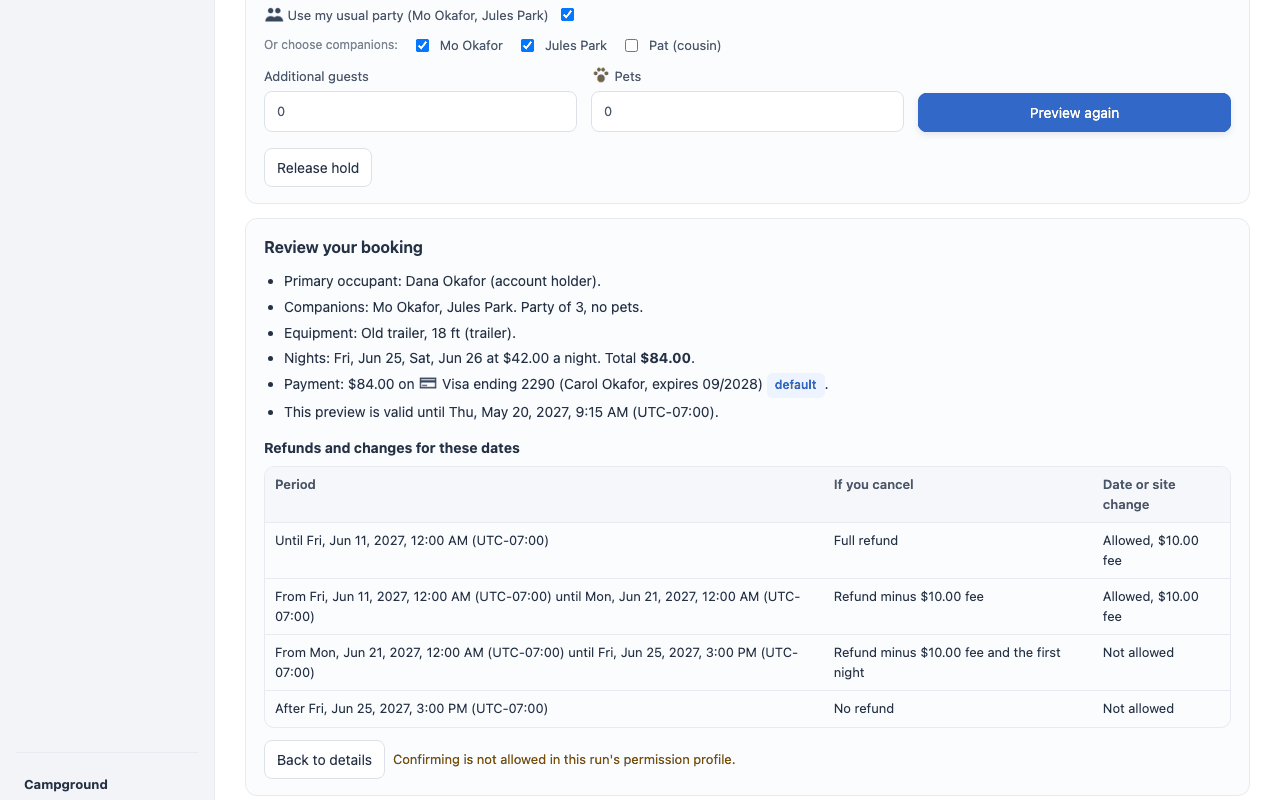 Use my usual party (Mo Okafor, Jules Park)
Or choose companions: Mo Okafor Jules Park Pat (cousin)
Additional guests
Pets
0
0
Preview again
Release hold
Review your booking
Primary occupant: Dana Okafor (account holder).
Companions: Mo Okafor, Jules Park. Party of 3, no pets.
Equipment: Old trailer, 18 ft (trailer).
Nights: Fri, Jun 25, Sat, Jun 26 at $42.00 a night. Total $84.00.
Payment: $84.00 on Visa ending 2290 (Carol Okafor, expires 09/2028) default .
This preview is valid until Thu, May 20, 2027, 9:15 AM (UTC-07:00).
Refunds and changes for these dates
Period
If you cancel
Date or site
change
Until Fri, Jun 11, 2027, 12:00 AM (UTC-07:00)
Full refund
Allowed, $10.00
fee
From Fri, Jun 11, 2027, 12:00 AM (UTC-07:00) until Mon, Jun 21, 2027, 12:00 AM (UTC-
07:00)
Refund minus $10.00 fee
Allowed, $10.00
fee
From Mon, Jun 21, 2027, 12:00 AM (UTC-07:00) until Fri, Jun 25, 2027, 3:00 PM (UTC-
07:00)
Refund minus $10.00 fee and the first
night
Not allowed
After Fri, Jun 25, 2027, 3:00 PM (UTC-07:00)
No refund
Not allowed
Back to details
Confirming is not allowed in this run's permission profile.
Campground